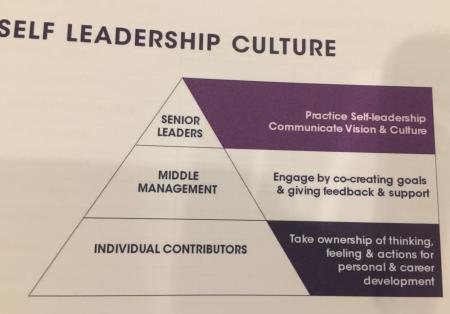 SELF LEADERSHIP CULTURE
SENIOR
LEADERS
Practice Self-leadership
Communicate Vision & Culture
MIDDLE
MANAGEMENT
Engage by co-creating goals
& giving feedback & support
INDIVIDUAL CONTRIBUTORS
Take ownership of thinking,
feeling & actions for
personal & career
development